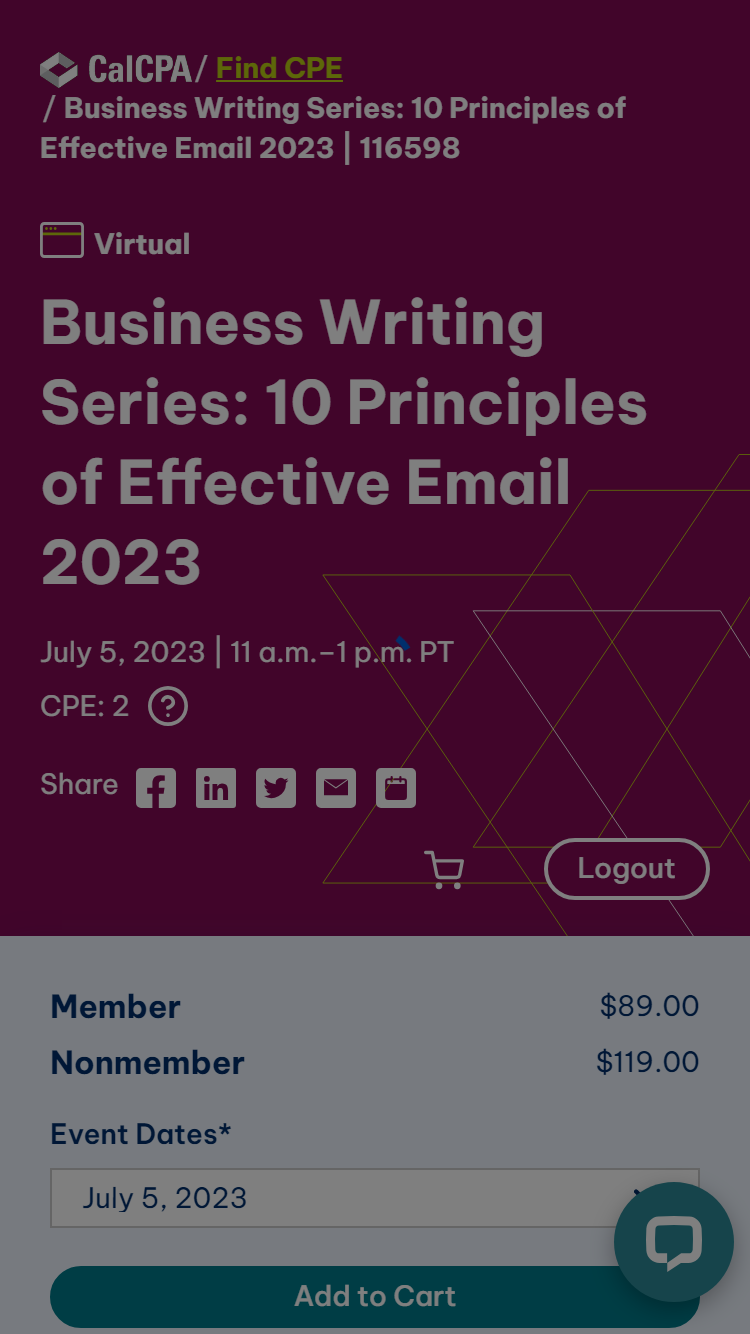 CalCPA / Find CPE
/ Business Writing Series: 10 Principles of
Effective Email 2023 | 116598
Virtual
Business Writing
Series: 10 Principles
of Effective Email
2023
July 5, 2023 | 11 a.m.–1 p.m. PT
CPE: 2 ?
Share
Logout
Member $89.00
Nonmember $119.00
Event Dates*
July 5, 2023
Add to Cart